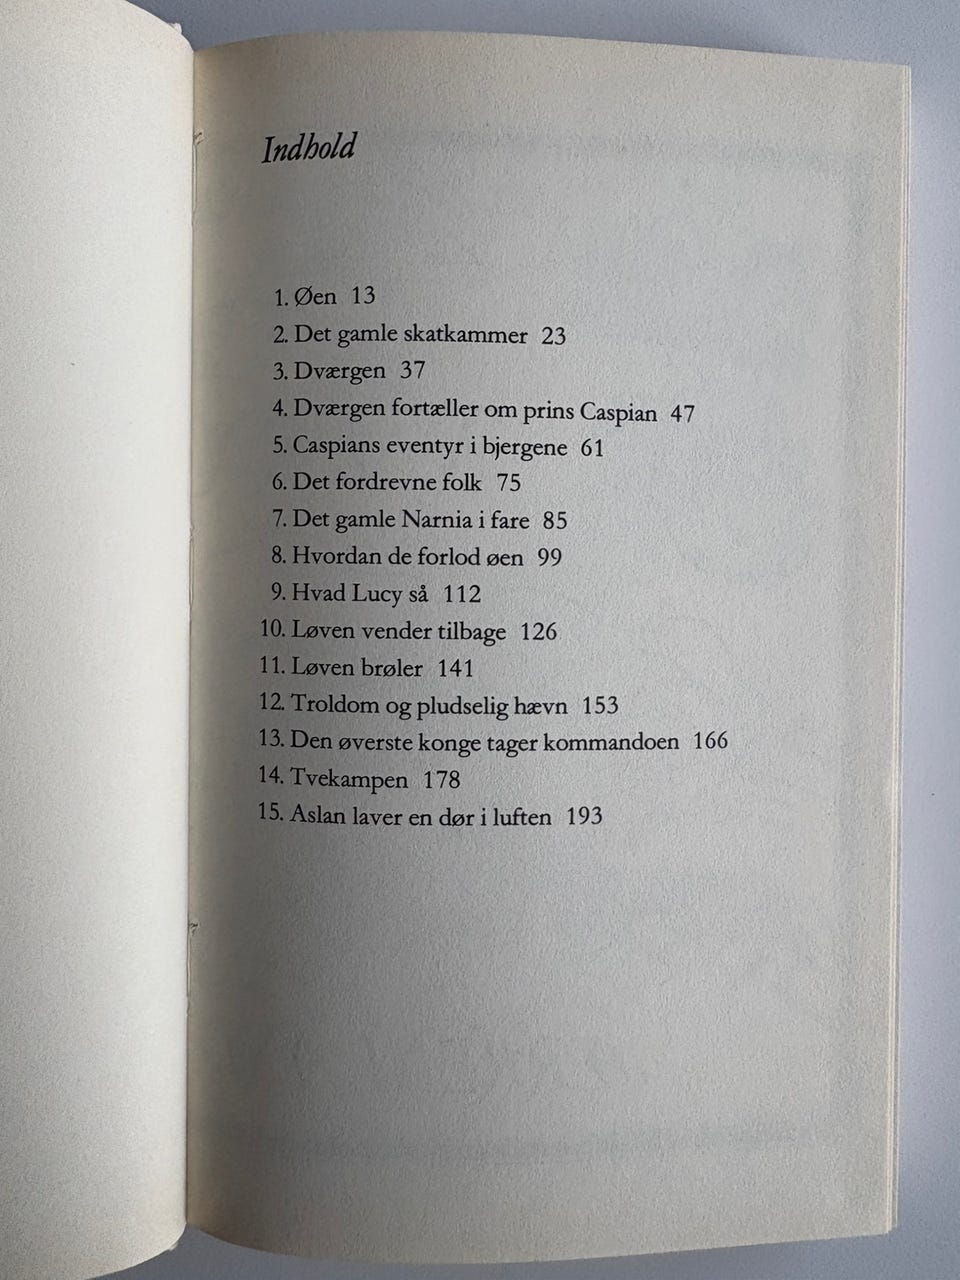 Indhold
1. Øen 13
2. Det gamle skatkammer 23
3. Dværgen 37
4. Dværgen fortæller om prins Caspian 47
5. Caspians eventyr i bjergene 61
6. Det fordrevne folk 75
7. Det gamle Narnia i fare 85
8. Hvordan de forlod øen 99
9. Hvad Lucy så 112
10. Løven vender tilbage 126
11. Løven brøler 141
12. Troldom og pludselig hævn 153
13. Den øverste konge tager kommandoen 166
14. Tvekampen 178
15. Aslan laver en dør i luften 193